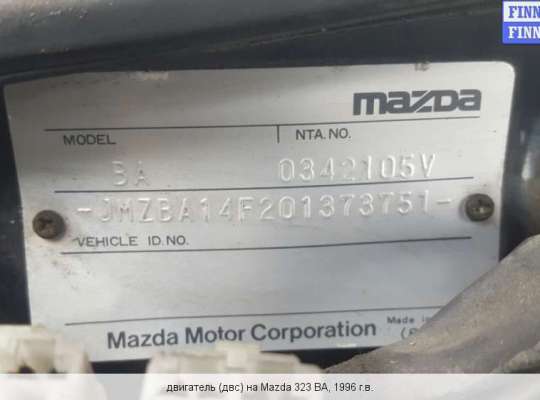 FINN
FINN
mazda
MODEL
NTA. NO.
BA
0342105V
-JMZBA14F201373751-
VEHICLE ID. NO.
Made in
Mazda Motor Corporation
двигатель (двс) на Mazda 323 BA, 1996 г.в.